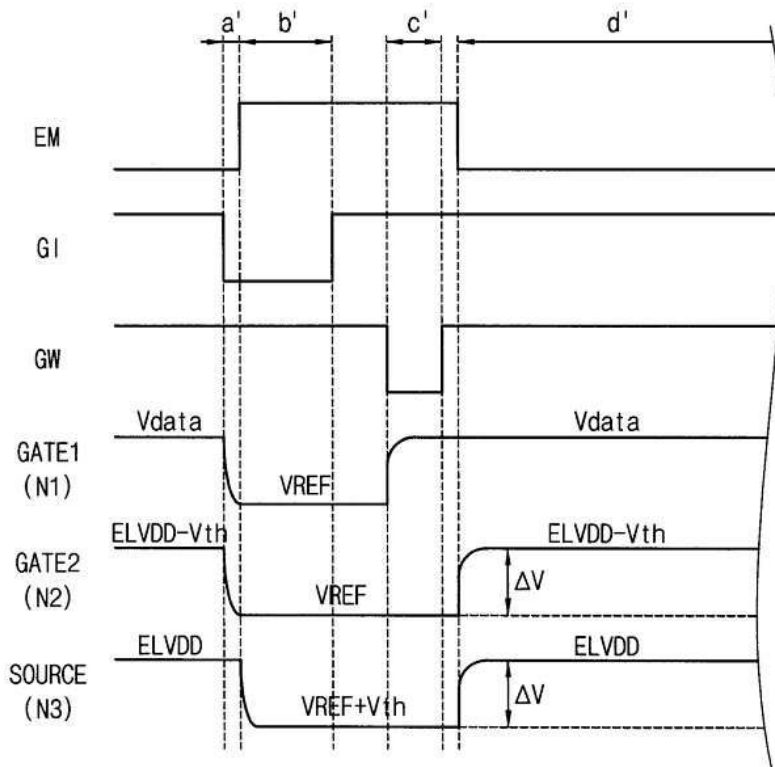 a' b' c' d'
EM
GI
GW
Vdata Vdata
GATE1
(N1)
VREF
ELVDD-Vth ELVDD-Vth
GATE2
(N2)
VREF ΔV
ELVDD ELVDD
SOURCE
(N3)
VREF+Vth ΔV